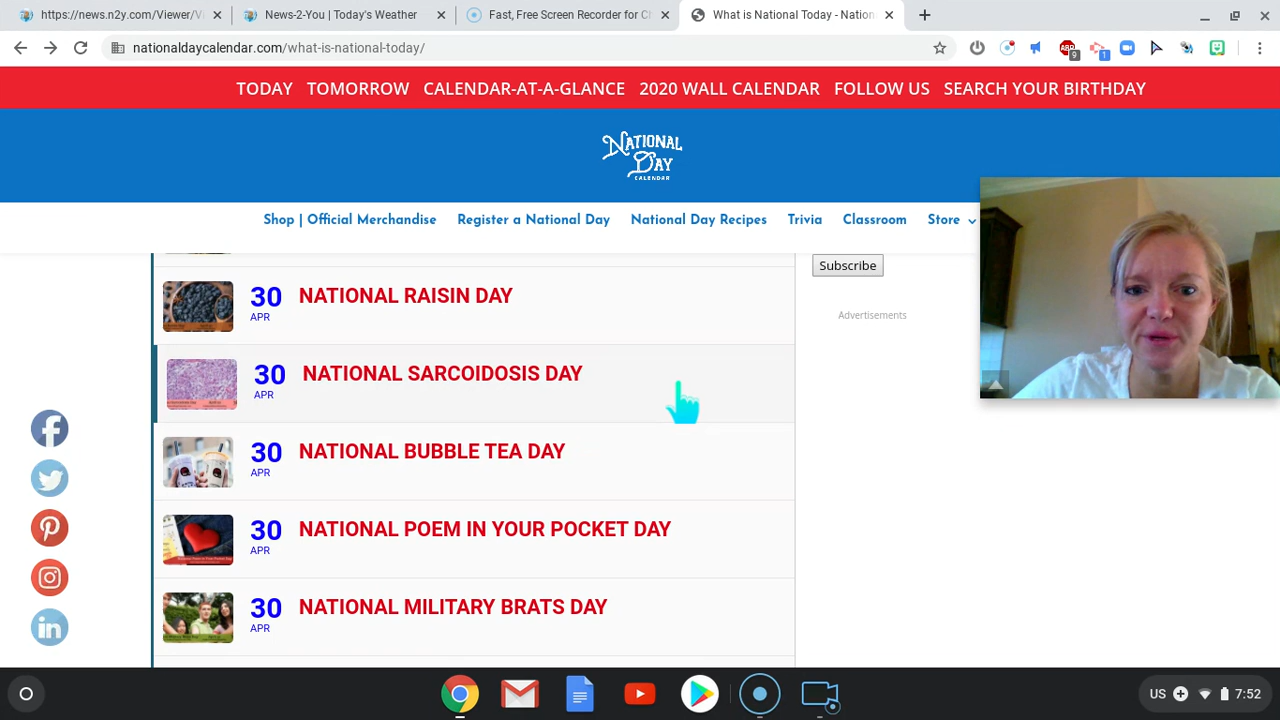 https://news.n2y.com/Viewer/Vi
News-2-You | Today's Weather
Fast, Free Screen Recorder for Ch
What is National Today - Nation
nationaldaycalendar.com/what-is-national-today/
9
1
TODAY TOMORROW CALENDAR-AT-A-GLANCE 2020 WALL CALENDAR FOLLOW US SEARCH YOUR BIRTHDAY
NATIONAL
DAY
CALENDAR
Shop | Official Merchandise Register a National Day National Day Recipes Trivia Classroom Store
Subscribe
Advertisements
30 NATIONAL RAISIN DAY
APR
30 NATIONAL SARCOIDOSIS DAY
APR
30 NATIONAL BUBBLE TEA DAY
APR
30 NATIONAL POEM IN YOUR POCKET DAY
APR
30 NATIONAL MILITARY BRATS DAY
APR
US 7:52